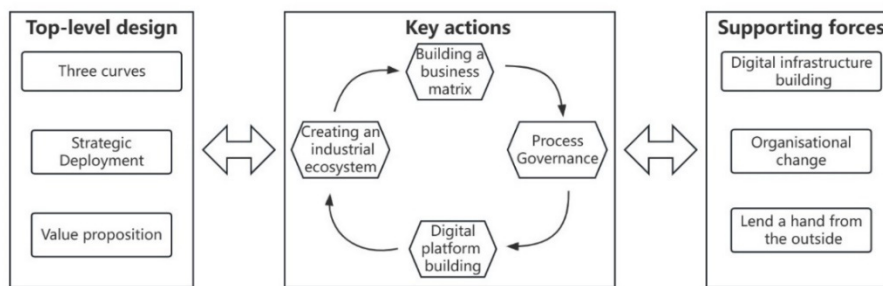 Top-level design
Three curves
Strategic
Deployment
Value proposition
Key actions
Building a
business
matrix
Creating an
industrial
ecosystem
Process
Governance
Digital
platform
building
Supporting forces
Digital infrastructure
building
Organisational
change
Lend a hand from
the outside